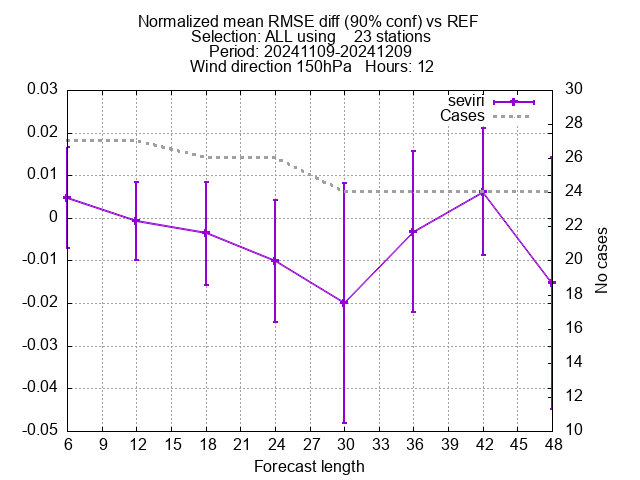 Normalized mean RMSE diff (90% conf) vs REF
Selection: ALL using 23 stations
Period: 20241109-20241209
Wind direction 150hPa Hours: 12
seviri
Cases
0.03
0.02
0.01
0
-0.01
-0.02
-0.03
-0.04
-0.05
30
28
26
24
22
20
18
16
14
12
10
No cases
6 9 12 15 18 21 24 27 30 33 36 39 42 45 48
Forecast length